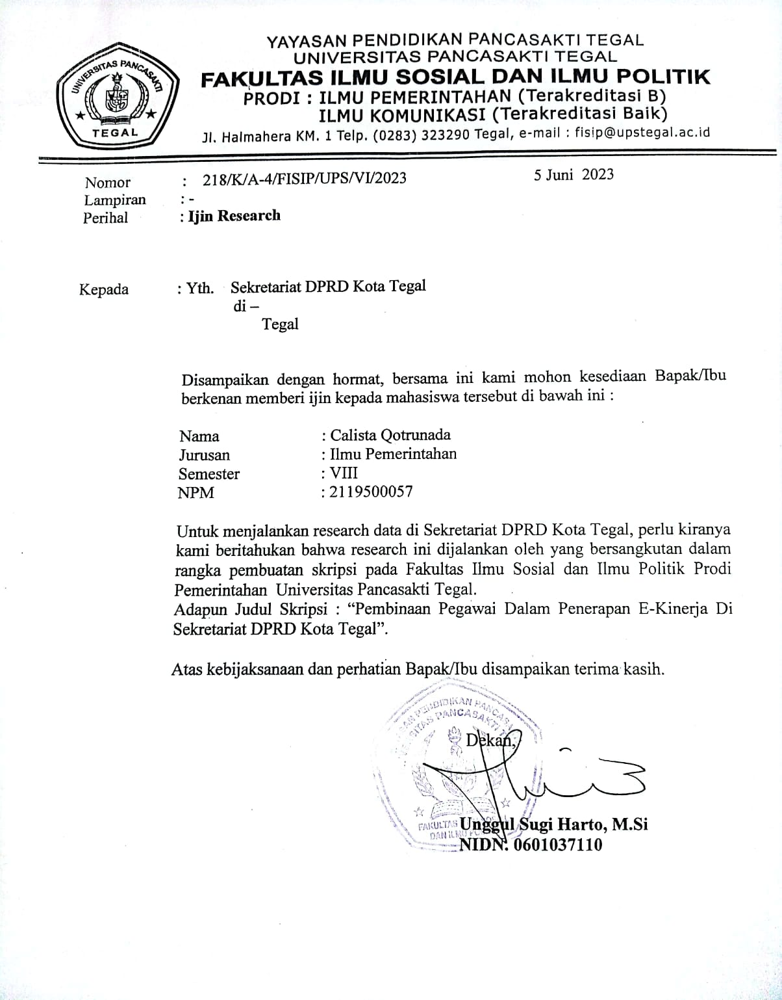 YAYASAN PENDIDIKAN PANCASAKTI TEGAL
UNIVERSITAS PANCASAKTI TEGAL
FAKULTAS ILMU SOSIAL DAN ILMU POLITIK
PRODI : ILMU PEMERINTAHAN (Terakreditasi B)
ILMU KOMUNIKASI (Terakreditasi Baik)
Jl. Halmahera KM. 1 Telp. (0283) 323290 Tegal, e-mail : fisip@upstegal.ac.id
UNIVERSITAS PANCASAKTI
TEGAL
Nomor : 218/K/A-4/FISIP/UPS/VI/2023 5 Juni 2023
Lampiran : -
Perihal : Ijin Research
Kepada : Yth. Sekretariat DPRD Kota Tegal
di –
Tegal
Disampaikan dengan hormat, bersama ini kami mohon kesediaan Bapak/Ibu
berkenan memberi ijin kepada mahasiswa tersebut di bawah ini :
Nama : Calista Qotrunada
Jurusan : Ilmu Pemerintahan
Semester : VIII
NPM : 2119500057
Untuk menjalankan research data di Sekretariat DPRD Kota Tegal, perlu kiranya
kami beritahukan bahwa research ini dijalankan oleh yang bersangkutan dalam
rangka pembuatan skripsi pada Fakultas Ilmu Sosial dan Ilmu Politik Prodi
Pemerintahan Universitas Pancasakti Tegal.
Adapun Judul Skripsi : “Pembinaan Pegawai Dalam Penerapan E-Kinerja Di
Sekretariat DPRD Kota Tegal”.
Atas kebijaksanaan dan perhatian Bapak/Ibu disampaikan terima kasih.
Dekan,
PENDIDIKAN
PANCASAKTI
FAKULTAS
DAN ILMU
Unggul Sugi Harto, M.Si
NIDN. 0601037110